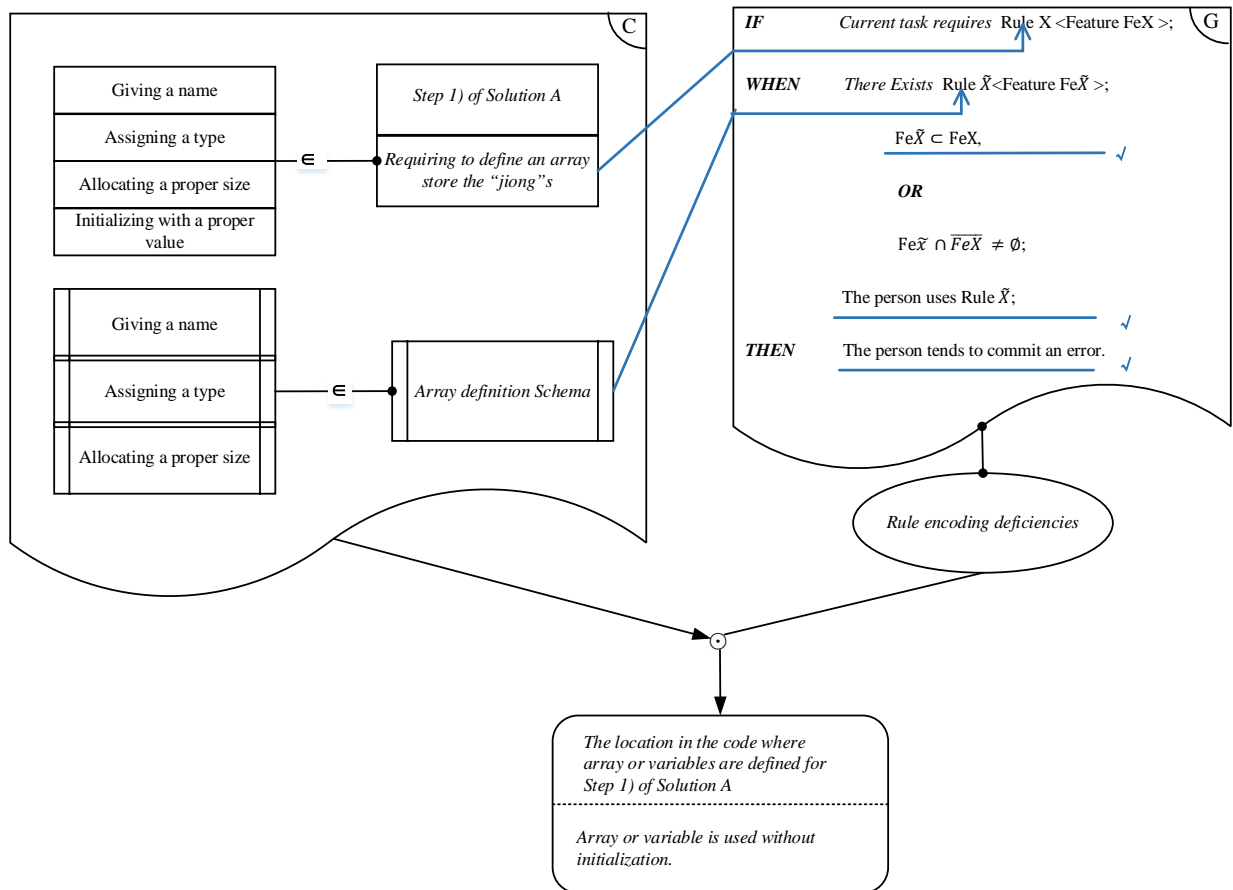 C
Giving a name
Assigning a type
Allocating a proper size
Initializing with a proper
value
∈
Step 1) of Solution A
Requiring to define an array
store the “jiong”s
Giving a name
Assigning a type
Allocating a proper size
∈
Array definition Schema
G
IF Current task requires Rule X <Feature FeX >;
WHEN There Exists Rule X̃<Feature FeX̃ >;
FeX̃ ⊂ FeX, √
OR
Fex̃ ∩ F̅e̅X̅ ≠ ∅;
The person uses Rule X̃; √
THEN The person tends to commit an error. √
Rule encoding deficiencies
⊙
The location in the code where
array or variables are defined for
Step 1) of Solution A
Array or variable is used without
initialization.